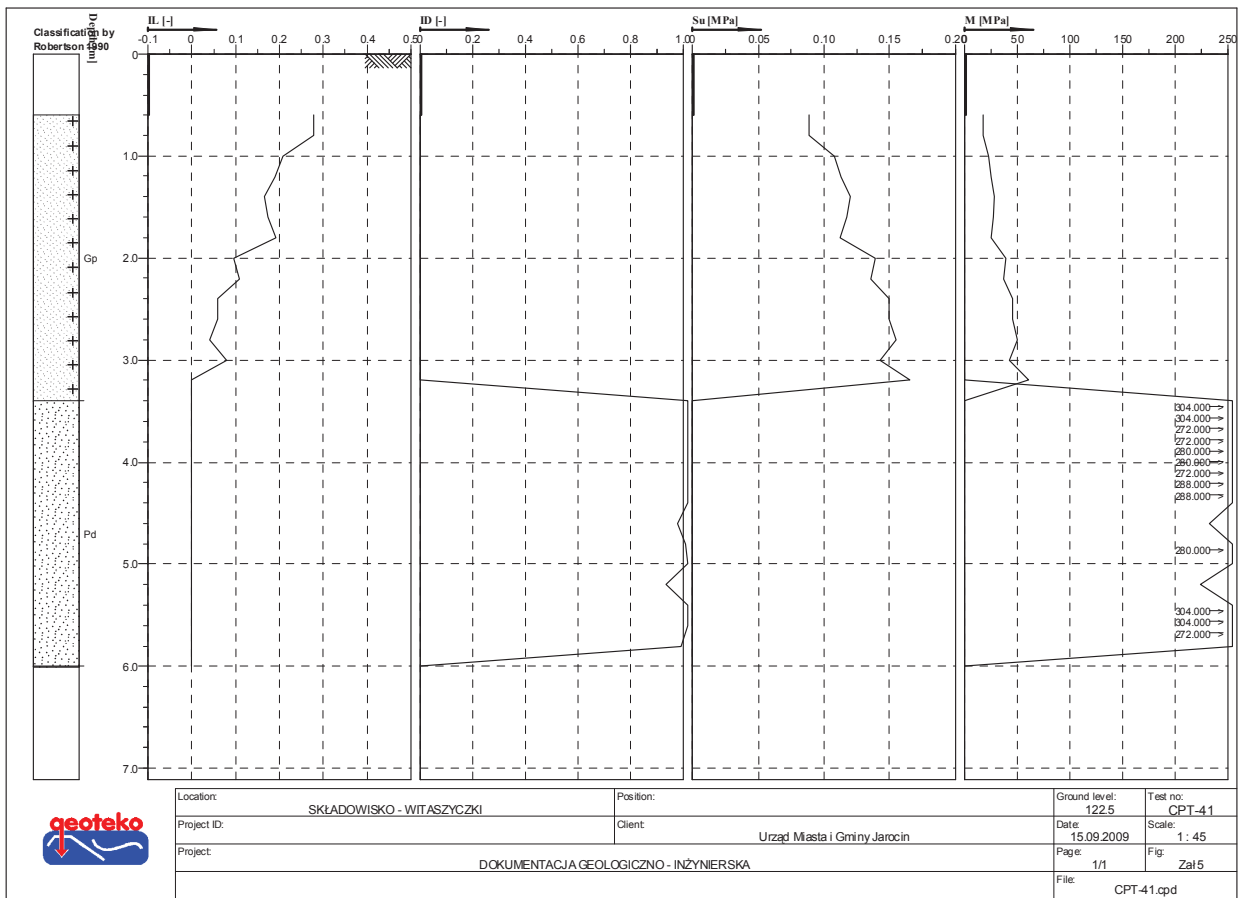 Classification by
Robertson 1990
Depth [m]
IL [-]
-0.1 0 0.1 0.2 0.3 0.4 0.5
ID [-]
0 0.2 0.4 0.6 0.8 1.0
Su [MPa]
0 0.05 0.10 0.15 0.20
M [MPa]
0 50 100 150 200 250
0
1.0
2.0
Gp
3.0
304.000
304.000
272.000
272.000
280.000
4.0
280.000
272.000
288.000
288.000
Pd
280.000
5.0
304.000
304.000
272.000
6.0
7.0
geoteko
Location:
SKŁADOWISKO - WITASZYCZKI
Position:
Ground level:
122.5
Test no:
CPT-41
Project ID:
Client:
Urząd Miasta i Gminy Jarocin
Date:
15.09.2009
Scale:
1 : 45
Project:
DOKUMENTACJA GEOLOGICZNO - INŻYNIERSKA
Page:
1/1
Fig:
Zał 5
File:
CPT-41.cpd